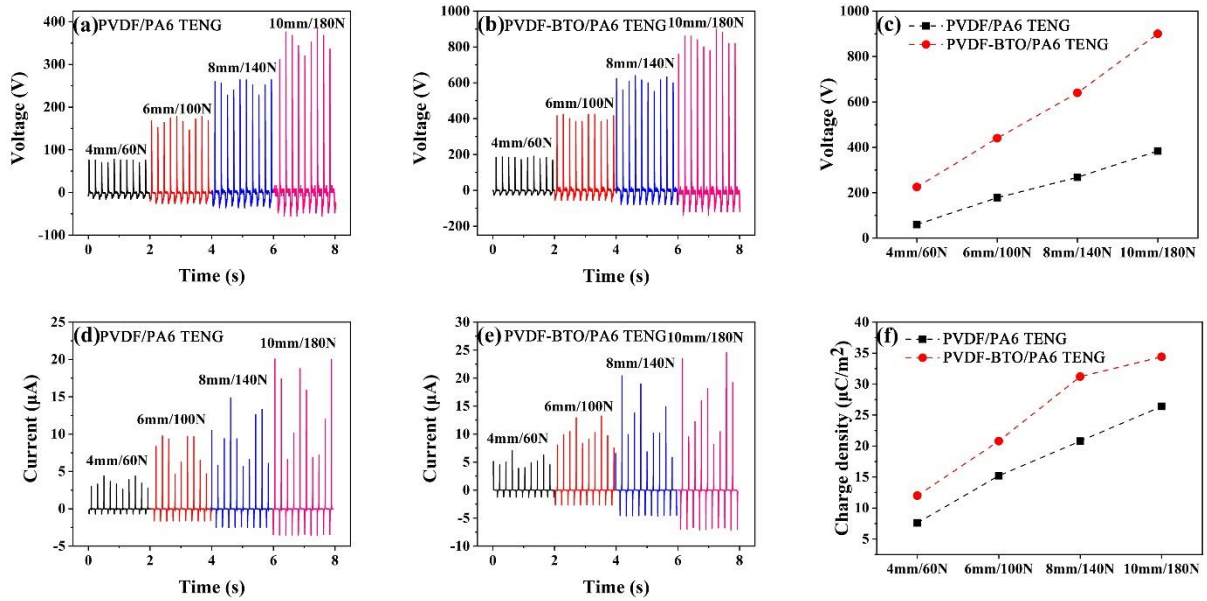 (a) PVDF/PA6 TENG
10mm/180N
8mm/140N
6mm/100N
4mm/60N
400
300
200
100
0
-100
Voltage (V)
0 2 4 6 8
Time (s)
(b) PVDF-BTO/PA6 TENG
10mm/180N
8mm/140N
6mm/100N
4mm/60N
1000
800
600
400
200
0
-200
Voltage (V)
0 2 4 6 8
Time (s)
(c)
PVDF/PA6 TENG
PVDF-BTO/PA6 TENG
1000
800
600
400
200
0
Voltage (V)
4mm/60N 6mm/100N 8mm/140N 10mm/180N
(d) PVDF/PA6 TENG
10mm/180N
8mm/140N
6mm/100N
4mm/60N
25
20
15
10
5
0
-5
Current (μA)
0 2 4 6 8
Time (s)
(e) PVDF-BTO/PA6 TENG
10mm/180N
8mm/140N
6mm/100N
4mm/60N
30
25
20
15
10
5
0
-5
-10
Current (μA)
0 2 4 6 8
Time (s)
(f)
PVDF/PA6 TENG
PVDF-BTO/PA6 TENG
40
35
30
25
20
15
10
5
Charge density (μC/m²)
4mm/60N 6mm/100N 8mm/140N 10mm/180N